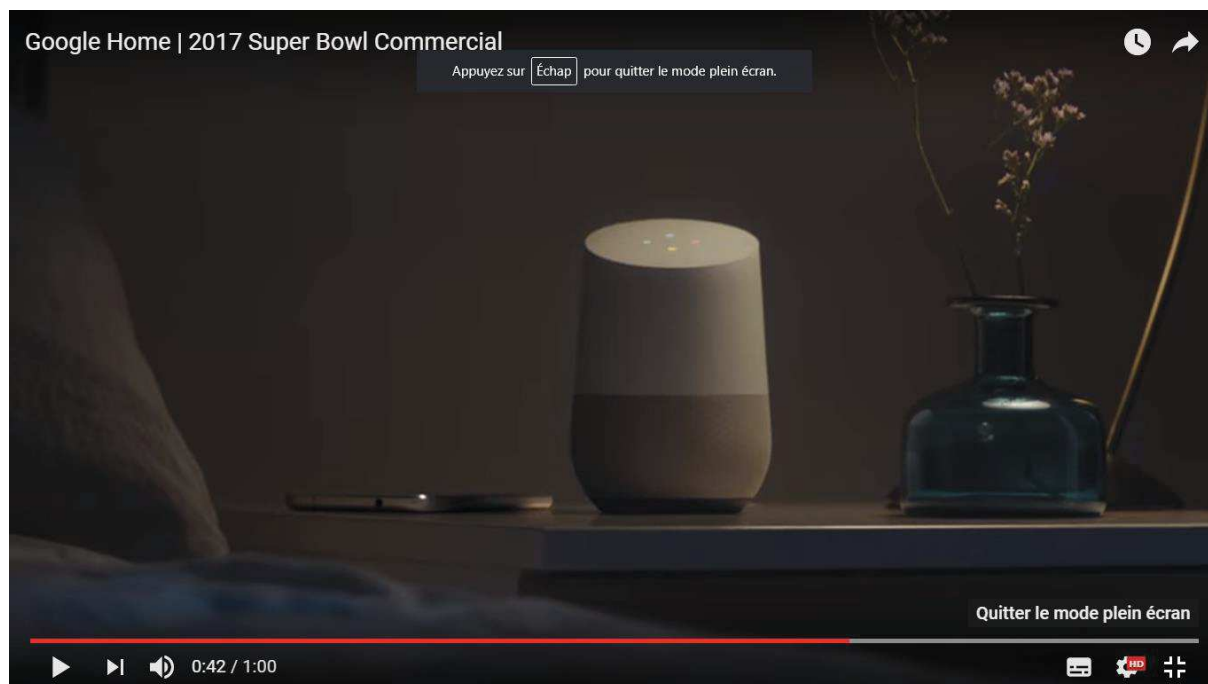 Google Home | 2017 Super Bowl Commercial
Appuyez sur Échap pour quitter le mode plein écran.
Quitter le mode plein écran
0:42 / 1:00
HD